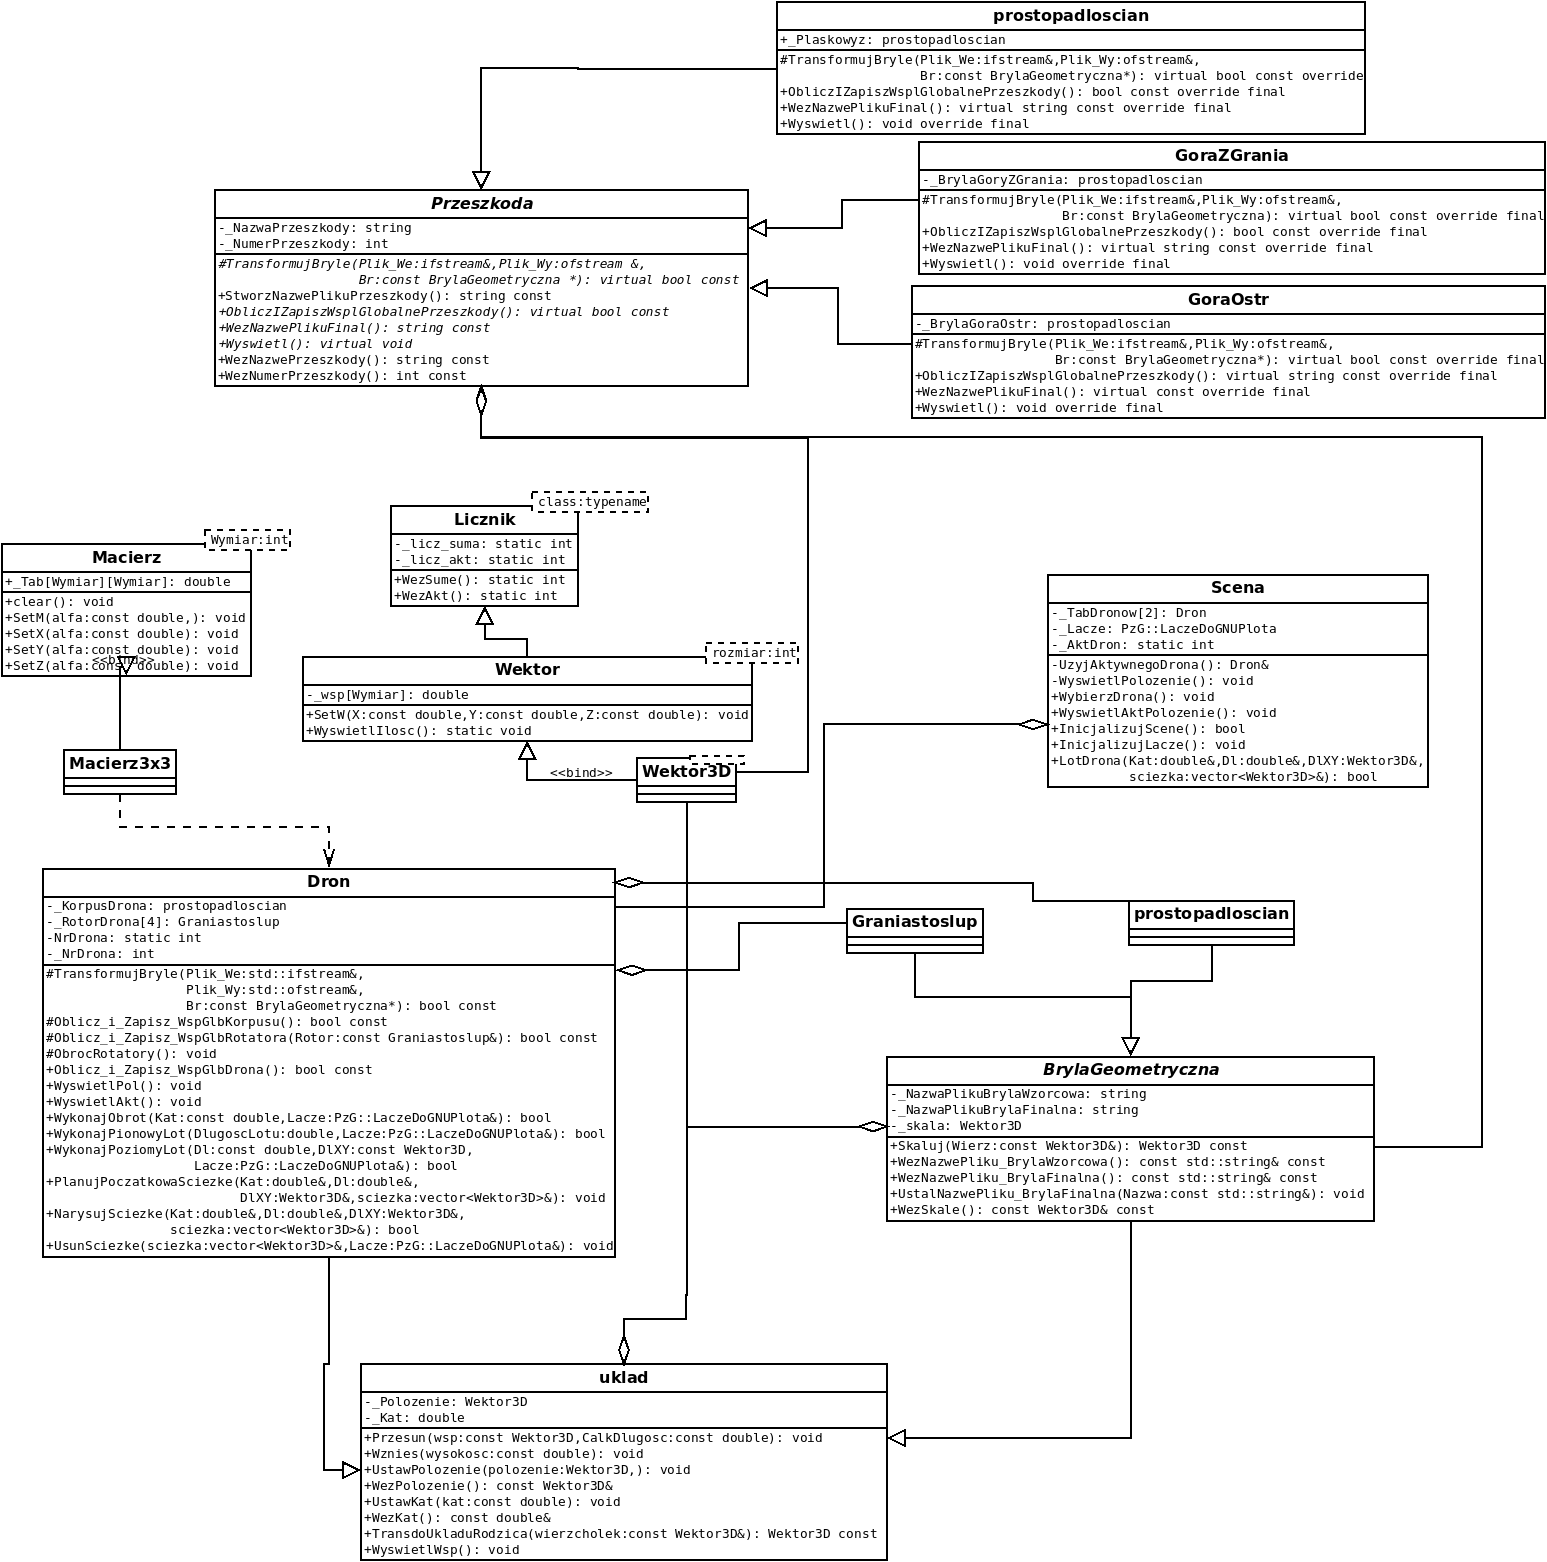 prostopadloscian
+_Plaskowyz: prostopadloscian
#TransformujBryle(Plik_We:ifstream&,Plik_Wy:ofstream&,
Br:const BrylaGeometryczna*): virtual bool const override
+ObliczIZapiszWsplGlobalnePrzeszkody(): bool const override final
+WezNazwePlikuFinal(): virtual string const override final
+Wyswietl(): void override final
GoraZGrania
-_BrylaGoryZGrania: prostopadloscian
#TransformujBryle(Plik_We:ifstream&,Plik_Wy:ofstream&,
Br:const BrylaGeometryczna): virtual bool const override final
+ObliczIZapiszWsplGlobalnePrzeszkody(): bool const override final
+WezNazwePlikuFinal(): virtual string const override final
+Wyswietl(): void override final
Przeszkoda
-_NazwaPrzeszkody: string
-_NumerPrzeszkody: int
#TransformujBryle(Plik_We:ifstream&,Plik_Wy:ofstream &,
Br:const BrylaGeometryczna *): virtual bool const
+StworzNazwePlikuPrzeszkody(): string const
+ObliczIZapiszWsplGlobalnePrzeszkody(): virtual bool const
+WezNazwePlikuFinal(): string const
+Wyswietl(): virtual void
+WezNazwePrzeszkody(): string const
+WezNumerPrzeszkody(): int const
GoraOstr
-_BrylaGoraOstr: prostopadloscian
#TransformujBryle(Plik_We:ifstream&,Plik_Wy:ofstream&,
Br:const BrylaGeometryczna*): virtual bool const override final
+ObliczIZapiszWsplGlobalnePrzeszkody(): virtual string const override final
+WezNazwePlikuFinal(): virtual const override final
+Wyswietl(): void override final
class:typename
Licznik
-_licz_suma: static int
-_licz_akt: static int
+WezSume(): static int
+WezAkt(): static int
Wymiar:int
Macierz
+_Tab[Wymiar][Wymiar]: double
+clear(): void
+SetM(alfa:const double,): void
+SetX(alfa:const double): void
+SetY(alfa:const double): void
+SetZ(alfa:const double): void
<<bind>>
Macierz3x3
rozmiar:int
Wektor
-_wsp[Wymiar]: double
+SetW(X:const double,Y:const double,Z:const double): void
+WyswietlIlosc(): static void
<<bind>>
Wektor3D
Scena
-_TabDronow[2]: Dron
-_Lacze: PzG::LaczeDoGNUPlota
-_AktDron: static int
-UzyjAktywnegoDrona(): Dron&
-WyswietlPolozenie(): void
+WybierzDrona(): void
+WyswietlAktPolozenie(): void
+InicjalizujScene(): bool
+InicjalizujLacze(): void
+LotDrona(Kat:double&,Dl:double&,DlXY:Wektor3D&,
sciezka:vector<Wektor3D>&): bool
Dron
-_KorpusDrona: prostopadloscian
-_RotorDrona[4]: Graniastoslup
-NrDrona: static int
-_NrDrona: int
#TransformujBryle(Plik_We:std::ifstream&,
Plik_Wy:std::ofstream&,
Br:const BrylaGeometryczna*): bool const
#Oblicz_i_Zapisz_WspGlbKorpusu(): bool const
#Oblicz_i_Zapisz_WspGlbRotatora(Rotor:const Graniastoslup&): bool const
#ObrocRotatory(): void
+Oblicz_i_Zapisz_WspGlbDrona(): bool const
+WyswietlPol(): void
+WyswietlAkt(): void
+WykonajObrot(Kat:const double,Lacze:PzG::LaczeDoGNUPlota&): bool
+WykonajPionowyLot(DlugoscLotu:double,Lacze:PzG::LaczeDoGNUPlota&): bool
+WykonajPoziomyLot(Dl:const double,DlXY:const Wektor3D,
Lacze:PzG::LaczeDoGNUPlota&): bool
+PlanujPoczatkowaSciezke(Kat:double&,Dl:double&,
DlXY:Wektor3D&,sciezka:vector<Wektor3D>&): void
+NarysujSciezke(Kat:double&,Dl:double&,DlXY:Wektor3D&,
sciezka:vector<Wektor3D>&): bool
+UsunSciezke(sciezka:vector<Wektor3D>&,Lacze:PzG::LaczeDoGNUPlota&): void
Graniastoslup
prostopadloscian
BrylaGeometryczna
-_NazwaPlikuBrylaWzorcowa: string
-_NazwaPlikuBrylaFinalna: string
-_skala: Wektor3D
+Skaluj(Wierz:const Wektor3D&): Wektor3D const
+WezNazwePliku_BrylaWzorcowa(): const std::string& const
+WezNazwePliku_BrylaFinalna(): const std::string& const
+UstalNazwePliku_BrylaFinalna(Nazwa:const std::string&): void
+WezSkale(): const Wektor3D& const
uklad
-_Polozenie: Wektor3D
-_Kat: double
+Przesun(wsp:const Wektor3D,CalkDlugosc:const double): void
+Wznies(wysokosc:const double): void
+UstawPolozenie(polozenie:Wektor3D,): void
+WezPolozenie(): const Wektor3D&
+UstawKat(kat:const double): void
+WezKat(): const double&
+TransdoUkladuRodzica(wierzcholek:const Wektor3D&): Wektor3D const
+WyswietlWsp(): void